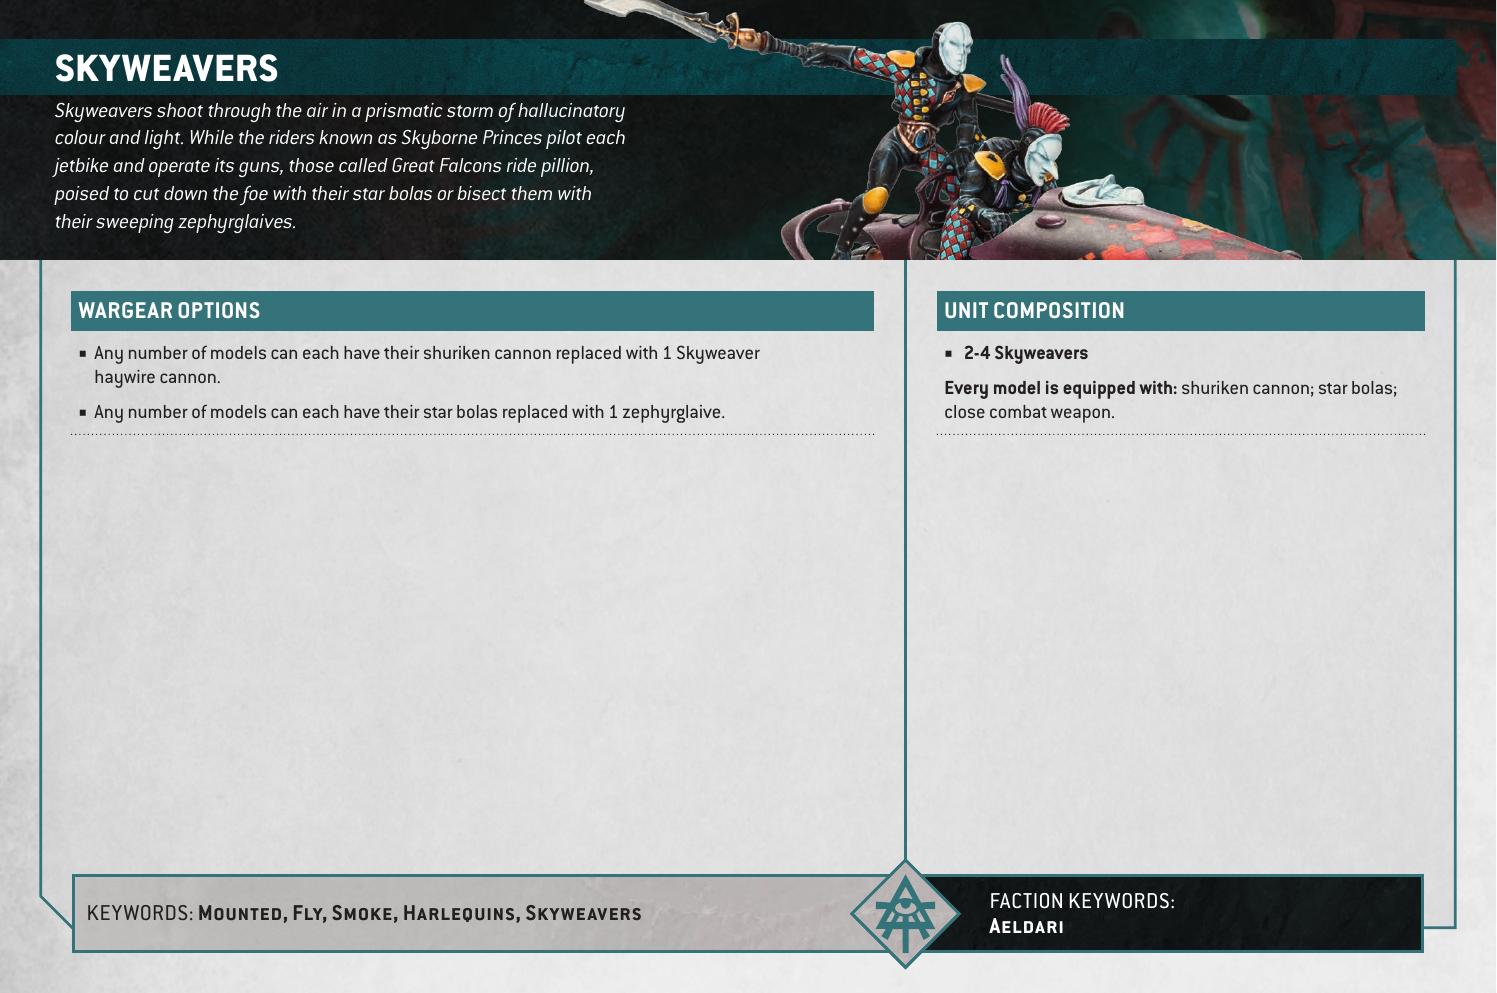 SKYWEAVERS
Skyweavers shoot through the air in a prismatic storm of hallucinatory
colour and light. While the riders known as Skyborne Princes pilot each
jetbike and operate its guns, those called Great Falcons ride pillion,
poised to cut down the foe with their star bolas or bisect them with
their sweeping zephyrglaives.
WARGEAR OPTIONS
▪ Any number of models can each have their shuriken cannon replaced with 1 Skyweaver
haywire cannon.
▪ Any number of models can each have their star bolas replaced with 1 zephyrglaive.
UNIT COMPOSITION
▪ 2-4 Skyweavers
Every model is equipped with: shuriken cannon; star bolas;
close combat weapon.
KEYWORDS: Mounted, Fly, Smoke, Harlequins, Skyweavers
FACTION KEYWORDS:
Aeldari